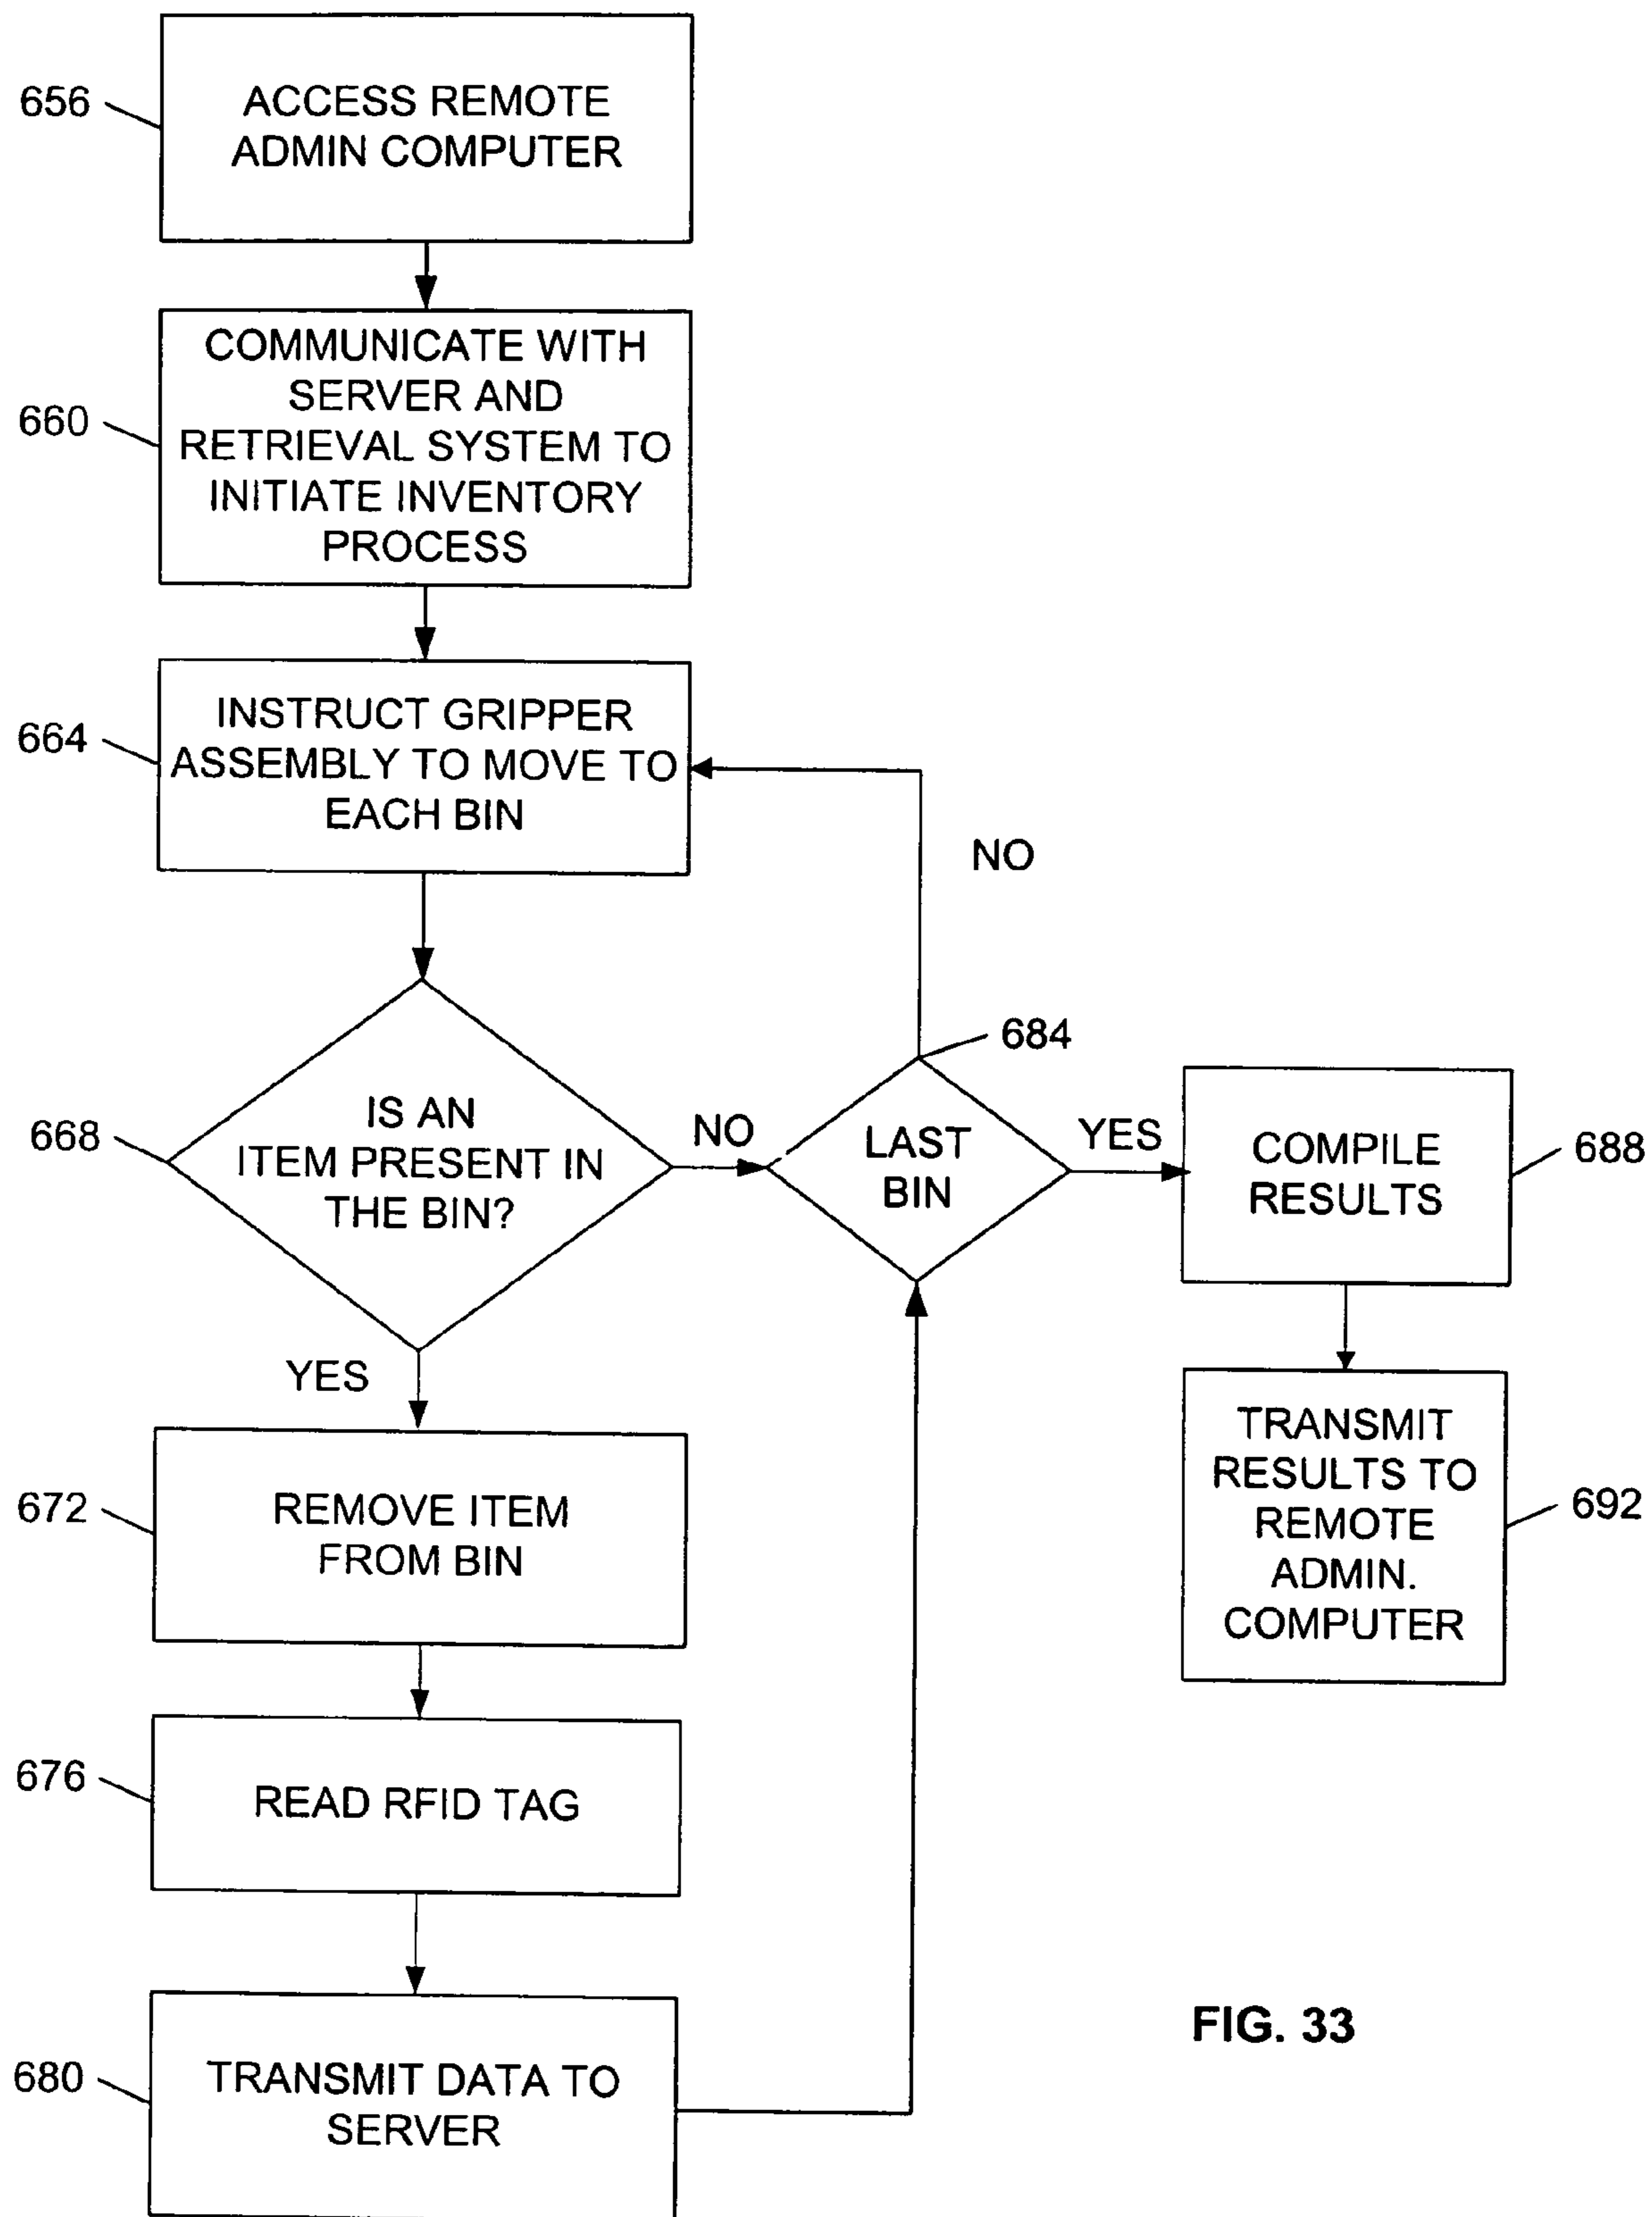 656
ACCESS REMOTE
ADMIN COMPUTER
660
COMMUNICATE WITH
SERVER AND
RETRIEVAL SYSTEM TO
INITIATE INVENTORY
PROCESS
664
INSTRUCT GRIPPER
ASSEMBLY TO MOVE TO
EACH BIN
NO
668
IS AN
ITEM PRESENT IN
THE BIN?
NO
684
LAST
BIN
YES
COMPILE
RESULTS
688
YES
672
REMOVE ITEM
FROM BIN
TRANSMIT
RESULTS TO
REMOTE
ADMIN.
COMPUTER
692
676
READ RFID TAG
680
TRANSMIT DATA TO
SERVER
FIG. 33